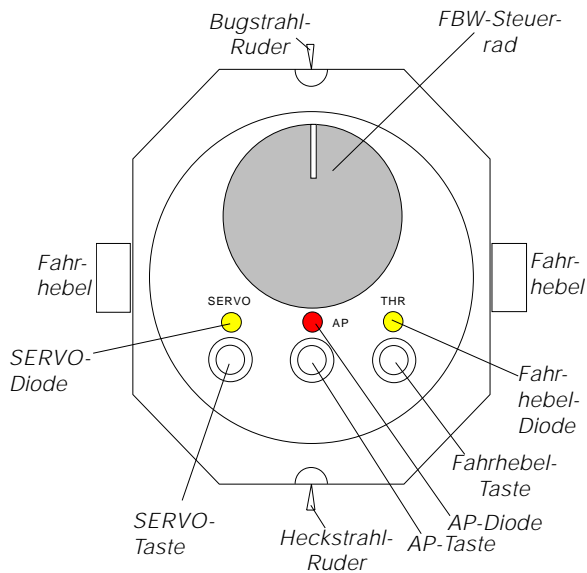 Bugstrahl-
Ruder
FBW-Steuer-
rad
Fahr-
hebel
Fahr-
hebel
SERVO
AP
THR
SERVO-
Diode
Fahr-
hebel-
Diode
Fahrhebel-
Taste
SERVO-
Taste
Heckstrahl-
Ruder
AP-Diode
AP-Taste